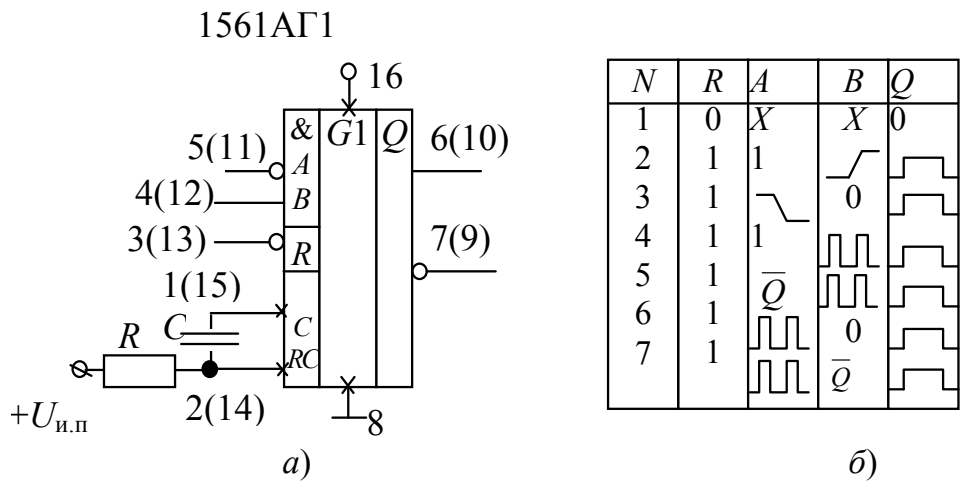 1561АГ1
16
& G1 Q
5(11) A 6(10)
4(12) B
3(13) R 7(9)
1(15)
C C
R RC
2(14)
+Uи.п 8
а)
N R A B Q
1 0 X X 0
2 1 1
3 1 0
4 1 1
5 1 Q̅
6 1 0
7 1 Q̅
б)